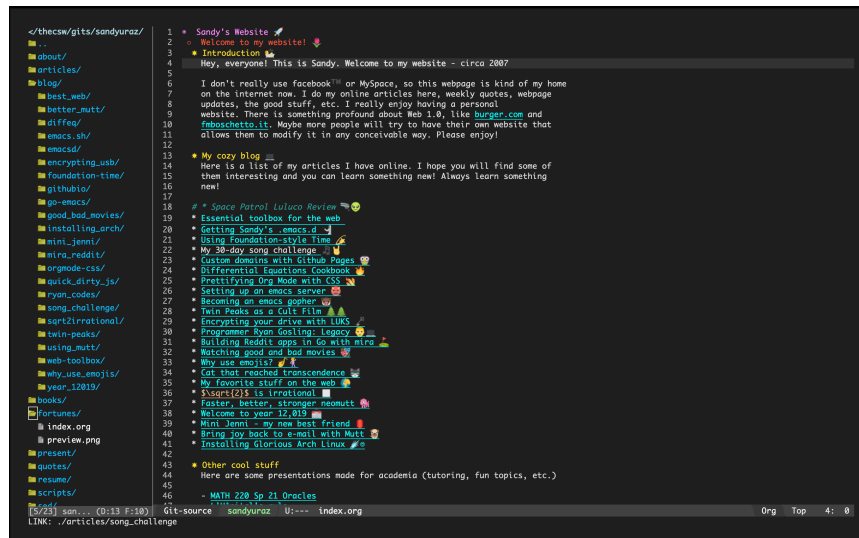 </thecsw/gits/sandyuraz/
..
about/
articles/
blog/
best_web/
better_mutt/
diffeq/
emacs.sh/
emacsd/
encrypting_usb/
foundation-time/
githubio/
go-emacs/
good_bad_movies/
installing_arch/
mini_jenni/
mira_reddit/
orgmode-css/
quick_dirty_js/
ryan_codes/
song_challenge/
sqrt2irrational/
twin-peaks/
using_mutt/
web-toolbox/
why_use_emojis/
year_12019/
books/
fortunes/
index.org
preview.png
present/
quotes/
resume/
scripts/
sed/
[5/23] san... (D:13 F:10)
1 * Sandy's Website 🚀
2 ○ Welcome to my website! 🌷
3 * Introduction 🐔
4 Hey, everyone! This is Sandy. Welcome to my website - circa 2007
5
6 I don't really use facebook™ or MySpace, so this webpage is kind of my home
7 on the internet now. I do my online articles here, weekly quotes, webpage
8 updates, the good stuff, etc. I really enjoy having a personal
9 website. There is something profound about Web 1.0, like burger.com and
10 fmboschetto.it. Maybe more people will try to have their own website that
11 allows them to modify it in any conceivable way. Please enjoy!
12
13 * My cozy blog 💻
14 Here is a list of my articles I have online. I hope you will find some of
15 them interesting and you can learn something new! Always learn something
16 new!
17
18 # * Space Patrol Luluco Review 🔫👽
19 * Essential toolbox for the web
20 * Getting Sandy's .emacs.d
21 * Using Foundation-style Time
22 * My 30-day song challenge
23 * Custom domains with Github Pages
24 * Differential Equations Cookbook 🔥
25 * Prettifying Org Mode with CSS
26 * Setting up an emacs server
27 * Becoming an emacs gopher
28 * Twin Peaks as a Cult Film 🌲🌲
29 * Encrypting your drive with LUKS
30 * Programmer Ryan Gosling: Legacy
31 * Building Reddit apps in Go with mira
32 * Watching good and bad movies
33 * Why use emojis?
34 * Cat that reached transcendence
35 * My favorite stuff on the web
36 * $\sqrt{2}$ is irrational
37 * Faster, better, stronger neomutt
38 * Welcome to year 12,019
39 * Mini Jenni - my new best friend
40 * Bring joy back to e-mail with Mutt
41 * Installing Glorious Arch Linux
42
43 * Other cool stuff
44 Here are some presentations made for academia (tutoring, fun topics, etc.)
45
46 - MATH 220 Sp 21 Oracles
47
Git-source sandyuraz U:--- index.org Org Top 4: 0
LINK: ./articles/song_challenge